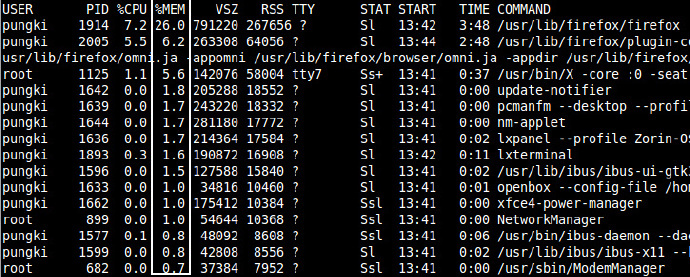 USER PID %CPU %MEM VSZ RSS TTY STAT START TIME COMMAND
pungki 1914 7.2 26.0 791220 267656 ? Sl 13:42 3:48 /usr/lib/firefox/firefox
pungki 2005 5.5 6.2 263308 64056 ? Sl 13:44 2:48 /usr/lib/firefox/plugin-co
usr/lib/firefox/omni.ja -appomni /usr/lib/firefox/browser/omni.ja -appdir /usr/lib/firefox/
root 1125 1.1 5.6 142076 58004 tty7 Ss+ 13:41 0:37 /usr/bin/X -core :0 -seat
pungki 1642 0.0 1.8 205288 18552 ? Sl 13:41 0:00 update-notifier
pungki 1639 0.0 1.7 243220 18332 ? Sl 13:41 0:00 pcmanfm --desktop --profil
pungki 1644 0.0 1.7 281180 17772 ? Sl 13:41 0:00 nm-applet
pungki 1636 0.0 1.7 214364 17584 ? Sl 13:41 0:02 lxpanel --profile Zorin-OS
pungki 1893 0.3 1.6 190872 16908 ? Sl 13:42 0:11 lxterminal
pungki 1596 0.0 1.5 127588 15840 ? Sl 13:41 0:02 /usr/lib/ibus/ibus-ui-gtk3
pungki 1633 0.0 1.0 34816 10460 ? Sl 13:41 0:01 openbox --config-file /hom
pungki 1662 0.0 1.0 175412 10384 ? Ssl 13:41 0:00 xfce4-power-manager
root 899 0.0 1.0 54644 10368 ? Ssl 13:41 0:00 NetworkManager
pungki 1577 0.1 0.8 48092 8608 ? Ssl 13:41 0:06 /usr/bin/ibus-daemon --dae
pungki 1599 0.0 0.8 42808 8556 ? Sl 13:41 0:00 /usr/lib/ibus/ibus-x11 --k
root 682 0.0 0.7 37384 7952 ? Ssl 13:41 0:00 /usr/sbin/ModemManager